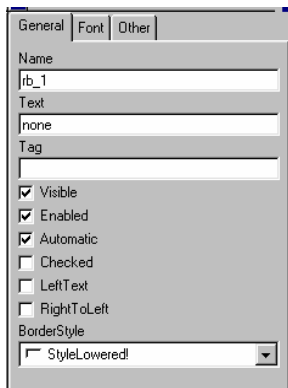 General Font Other
Name
rb_1
Text
none
Tag
Visible
Enabled
Automatic
Checked
LeftText
RightToLeft
BorderStyle
StyleLowered!